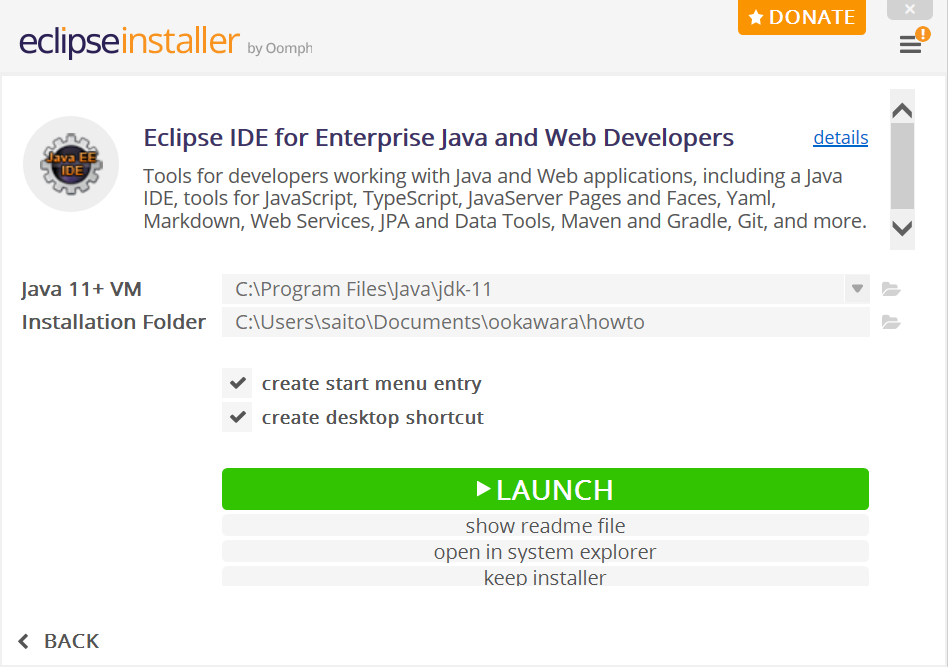 ★ DONATE
eclipseinstaller by Oomph
Java EE
IDE
Eclipse IDE for Enterprise Java and Web Developers details
Tools for developers working with Java and Web applications, including a Java
IDE, tools for JavaScript, TypeScript, JavaServer Pages and Faces, Yaml,
Markdown, Web Services, JPA and Data Tools, Maven and Gradle, Git, and more.
Java 11+ VM C:\Program Files\Java\jdk-11
Installation Folder C:\Users\saito\Documents\ookawara\howto
create start menu entry
create desktop shortcut
LAUNCH
show readme file
open in system explorer
keep installer
BACK